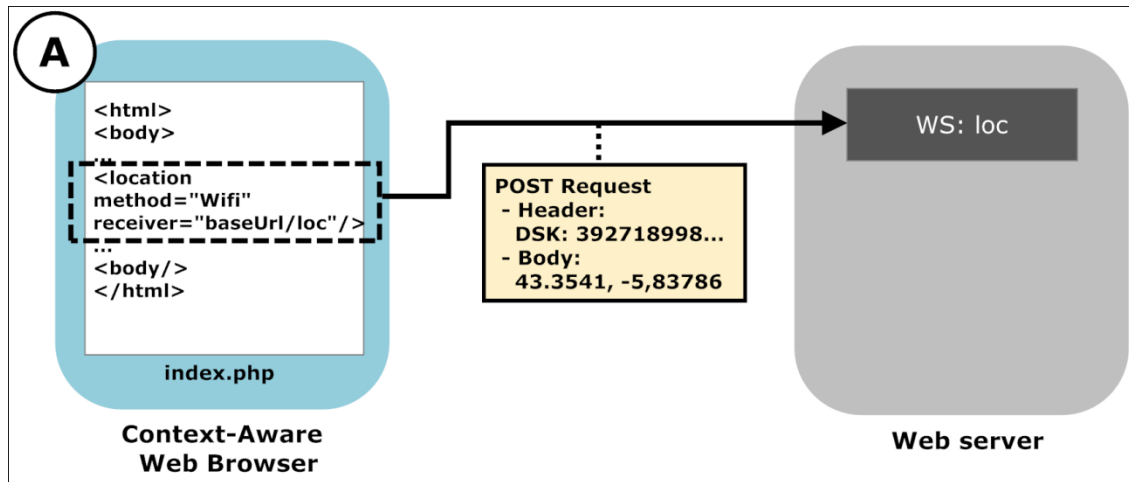 A
<html>
<body>
...
<location
method="Wifi"
receiver="baseUrl/loc"/>
...
<body/>
</html>
index.php
Context-Aware
Web Browser
POST Request
- Header:
DSK: 392718998...
- Body:
43.3541, -5,83786
WS: loc
Web server